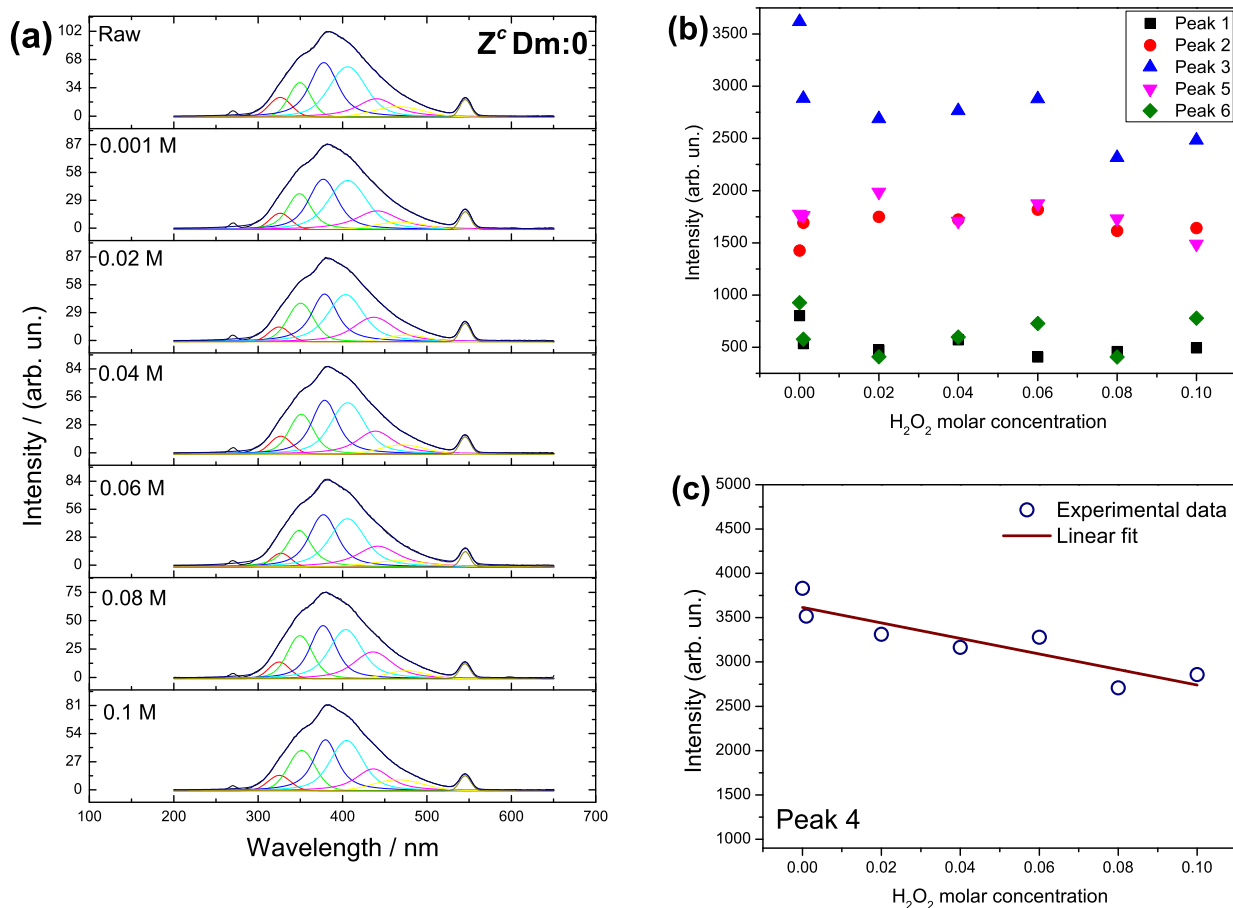 (a)
Raw
Z^c Dm:0
102
68
34
0
0.001 M
87
58
29
0
0.02 M
87
58
29
0
0.04 M
84
56
28
0
0.06 M
84
56
28
0
0.08 M
75
50
25
0
0.1 M
81
54
27
0
100 200 300 400 500 600 700
Wavelength / nm
Intensity / (arb. un.)
(b)
Peak 1
Peak 2
Peak 3
Peak 5
Peak 6
3500
3000
2500
2000
1500
1000
500
0.00 0.02 0.04 0.06 0.08 0.10
H₂O₂ molar concentration
Intensity (arb. un.)
(c)
Experimental data
Linear fit
5000
4500
4000
3500
3000
2500
2000
1500
1000
Peak 4
0.00 0.02 0.04 0.06 0.08 0.10
H₂O₂ molar concentration
Intensity (arb. un.)